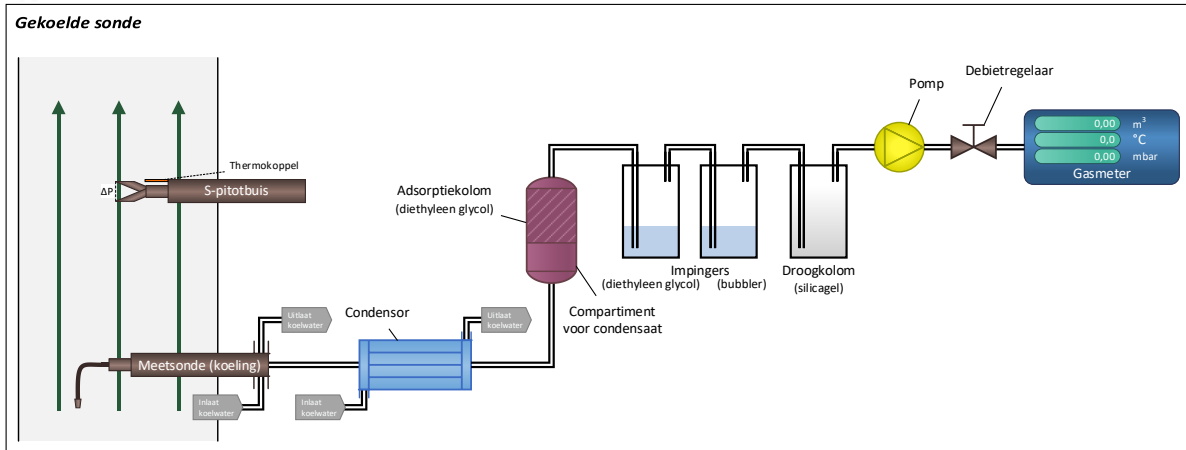 Gekoelde sonde
Thermokoppel
ΔP
S-pitotbuis
Meetsonde (koeling)
Uitlaat
koelwater
Inlaat
koelwater
Condensor
Uitlaat
koelwater
Inlaat
koelwater
Adsorptiekolom
(diethyleen glycol)
Compartiment
voor condensaat
Impingers
(diethyleen glycol)
(bubbler)
Droogkolom
(silicagel)
Pomp
Debietregelaar
0,00 m³
0,0 °C
0,00 mbar
Gasmeter